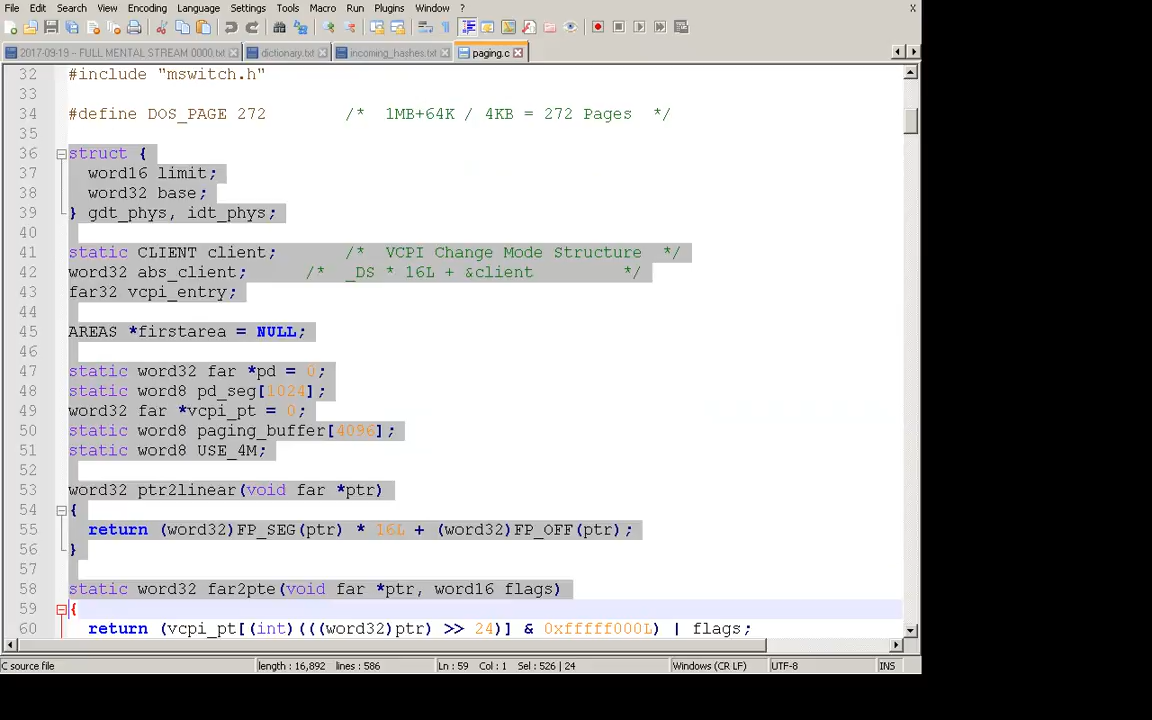 File Edit Search View Encoding Language Settings Tools Macro Run Plugins Window ? X
2017-09-19 – FULL MENTAL STREAM 0000.txt dictionary.txt incoming_hashes.txt paging.c
32 #include "mswitch.h"
33
34 #define DOS_PAGE 272 /* 1MB+64K / 4KB = 272 Pages */
35
36 struct {
37 word16 limit;
38 word32 base;
39 } gdt_phys, idt_phys;
40
41 static CLIENT client; /* VCPI Change Mode Structure */
42 word32 abs_client; /* _DS * 16L + &client */
43 far32 vcpi_entry;
44
45 AREAS *firstarea = NULL;
46
47 static word32 far *pd = 0;
48 static word8 pd_seg[1024];
49 word32 far *vcpi_pt = 0;
50 static word8 paging_buffer[4096];
51 static word8 USE_4M;
52
53 word32 ptr2linear(void far *ptr)
54 {
55 return (word32)FP_SEG(ptr) * 16L + (word32)FP_OFF(ptr);
56 }
57
58 static word32 far2pte(void far *ptr, word16 flags)
59 {
60 return (vcpi_pt[(int)(((word32)ptr) >> 24)] & 0xfffff000L) | flags;
C source file length : 16,892 lines : 586 Ln : 59 Col : 1 Sel : 526 | 24 Windows (CR LF) UTF-8 INS